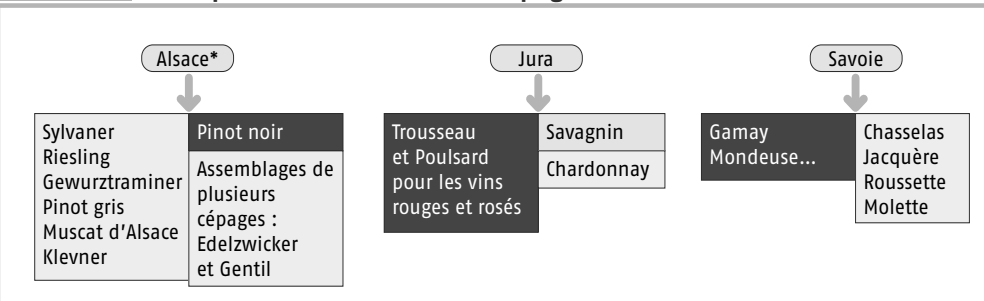 Alsace*
Sylvaner
Riesling
Gewurztraminer
Pinot gris
Muscat d'Alsace
Klevner
Pinot noir
Assemblages de
plusieurs
cépages :
Edelzwicker
et Gentil
Jura
Trousseau
et Poulsard
pour les vins
rouges et rosés
Savagnin
Chardonnay
Savoie
Gamay
Mondeuse...
Chasselas
Jacquère
Roussette
Molette